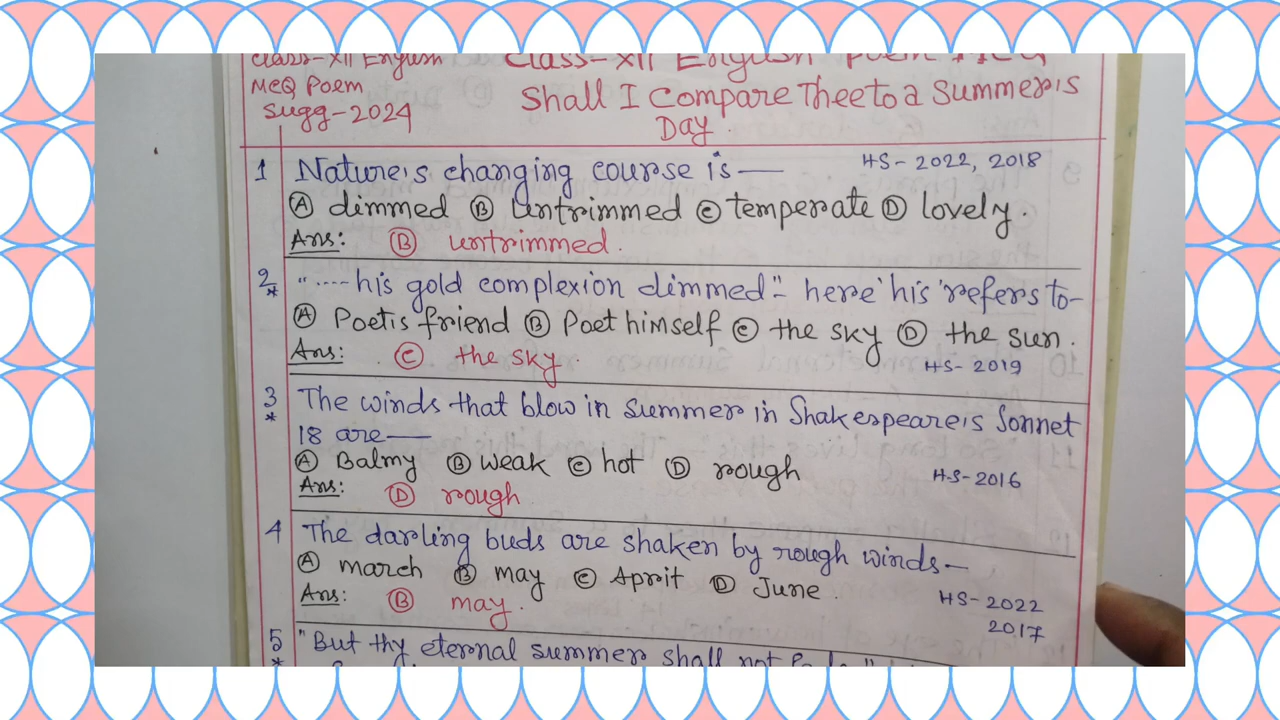 Class-XII English
MCQ Poem
Sugg-2024
Class-XII English Poem MCQ
Shall I Compare Thee to a Summer's
Day
1 Nature's changing course is — HS-2022, 2018
Ⓐ dimmed Ⓑ untrimmed Ⓒ temperate Ⓓ lovely.
Ans: Ⓑ untrimmed.
2 "....his gold complexion dimmed"- here 'his' refers to-
* Ⓐ Poet's friend Ⓑ Poet himself Ⓒ the sky Ⓓ the sun.
Ans: Ⓒ the sky. HS-2019
3 The winds that blow in summer in Shakespeare's Sonnet
* 18 are —
Ⓐ Balmy Ⓑ weak Ⓒ hot Ⓓ rough HS-2016
Ans: Ⓓ rough
4 The darling buds are shaken by rough winds —
Ⓐ march Ⓑ may Ⓒ Aprit Ⓓ June.
Ans: Ⓑ may. HS-2022
2017
5 "But thy eternal summer shall not
*